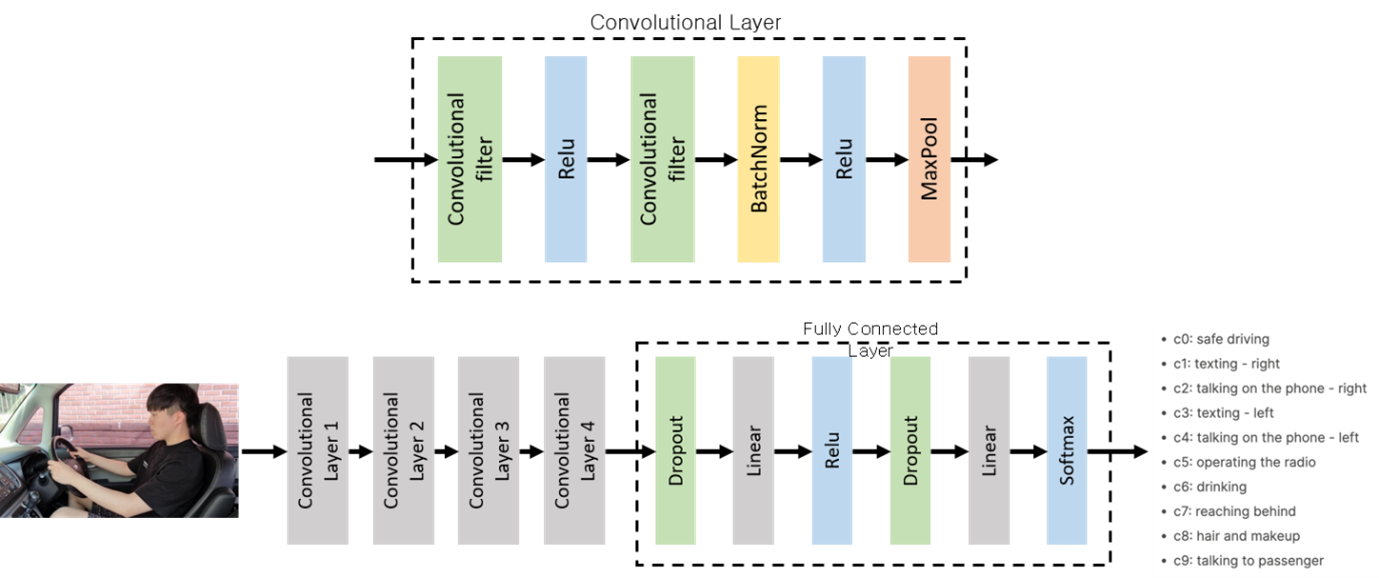 Convolutional Layer
Convolutional
filter
Relu
Convolutional
filter
BatchNorm
Relu
MaxPool
Fully Connected
Layer
Convolutional
Layer 1
Convolutional
Layer 2
Convolutional
Layer 3
Convolutional
Layer 4
Dropout
Linear
Relu
Dropout
Linear
Softmax
• c0: safe driving
• c1: texting - right
• c2: talking on the phone - right
• c3: texting - left
• c4: talking on the phone - left
• c5: operating the radio
• c6: drinking
• c7: reaching behind
• c8: hair and makeup
• c9: talking to passenger